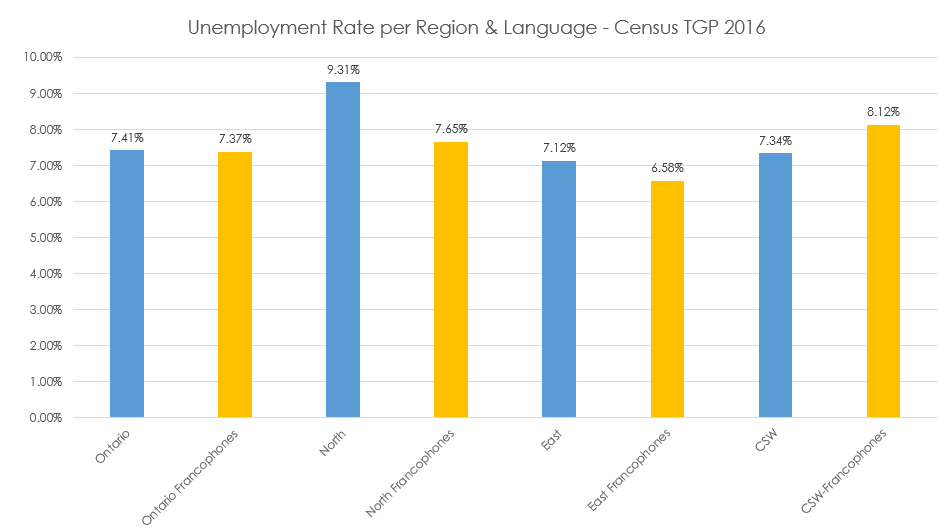 Unemployment Rate per Region & Language - Census TGP 2016
10.00%
9.00%
8.00%
7.00%
6.00%
5.00%
4.00%
3.00%
2.00%
1.00%
0.00%
7.41%
7.37%
9.31%
7.65%
7.12%
6.58%
7.34%
8.12%
Ontario
Ontario Francophones
North
North Francophones
East
East Francophones
CSW
CSW-Francophones